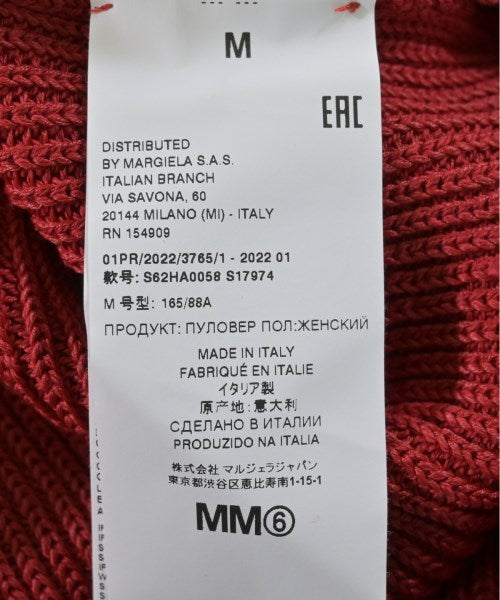 M
EAC
DISTRIBUTED
BY MARGIELA S.A.S.
ITALIAN BRANCH
VIA SAVONA, 60
20144 MILANO (MI) - ITALY
RN 154909
01PR/2022/3765/1 - 2022 01
款号: S62HA0058 S17974
M 号型: 165/88A
ПРОДУКТ: ПУЛОВЕР ПОЛ:ЖЕНСКИЙ
MADE IN ITALY
FABRIQUÉ EN ITALIE
イタリア製
原产地: 意大利
СДЕЛАНО В ИТАЛИИ
PRODUZIDO NA ITALIA
株式会社 マルジェラジャパン
東京都渋谷区恵比寿南1-15-1
MM⑥